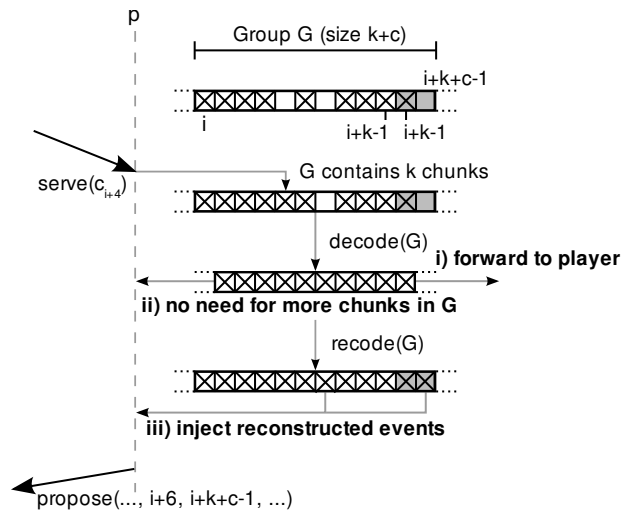 p
Group G (size k+c)
i+k+c-1
i
i+k-1
i+k-1
G contains k chunks
serve(c_{i+4})
decode(G)
i) forward to player
ii) no need for more chunks in G
recode(G)
iii) inject reconstructed events
propose(..., i+6, i+k+c-1, ...)